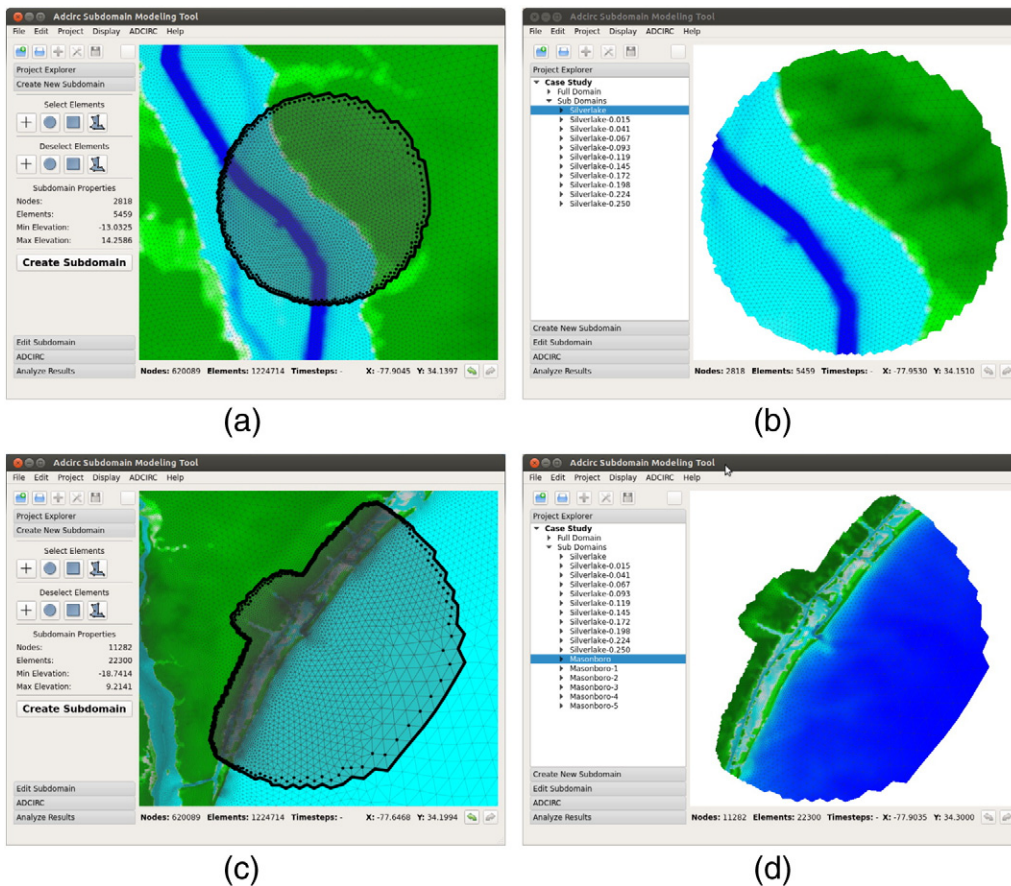 Adcirc Subdomain Modeling Tool
File Edit Project Display ADCIRC Help
Project Explorer
Create New Subdomain
Select Elements
Deselect Elements
Subdomain Properties
Nodes: 2818
Elements: 5459
Min Elevation: -13.0325
Max Elevation: 14.2586
Create Subdomain
Edit Subdomain
ADCIRC
Analyze Results
Nodes: 620089 Elements: 1224714 Timesteps: - X: -77.9045 Y: 34.1397
(a)
Adcirc Subdomain Modeling Tool
File Edit Project Display ADCIRC Help
Project Explorer
Case Study
Full Domain
Sub Domains
Silverlake
Silverlake-0.015
Silverlake-0.041
Silverlake-0.067
Silverlake-0.093
Silverlake-0.119
Silverlake-0.145
Silverlake-0.172
Silverlake-0.198
Silverlake-0.224
Silverlake-0.250
Create New Subdomain
Edit Subdomain
ADCIRC
Analyze Results
Nodes: 2818 Elements: 5459 Timesteps: - X: -77.9530 Y: 34.1510
(b)
Adcirc Subdomain Modeling Tool
File Edit Project Display ADCIRC Help
Project Explorer
Create New Subdomain
Select Elements
Deselect Elements
Subdomain Properties
Nodes: 11282
Elements: 22300
Min Elevation: -18.7414
Max Elevation: 9.2141
Create Subdomain
Edit Subdomain
ADCIRC
Analyze Results
Nodes: 620089 Elements: 1224714 Timesteps: - X: -77.6468 Y: 34.1994
(c)
Adcirc Subdomain Modeling Tool
File Edit Project Display ADCIRC Help
Project Explorer
Case Study
Full Domain
Sub Domains
Silverlake
Silverlake-0.015
Silverlake-0.041
Silverlake-0.067
Silverlake-0.093
Silverlake-0.119
Silverlake-0.145
Silverlake-0.172
Silverlake-0.198
Silverlake-0.224
Silverlake-0.250
Masonboro
Masonboro-1
Masonboro-2
Masonboro-3
Masonboro-4
Masonboro-5
Create New Subdomain
Edit Subdomain
ADCIRC
Analyze Results
Nodes: 11282 Elements: 22300 Timesteps: - X: -77.9035 Y: 34.3000
(d)